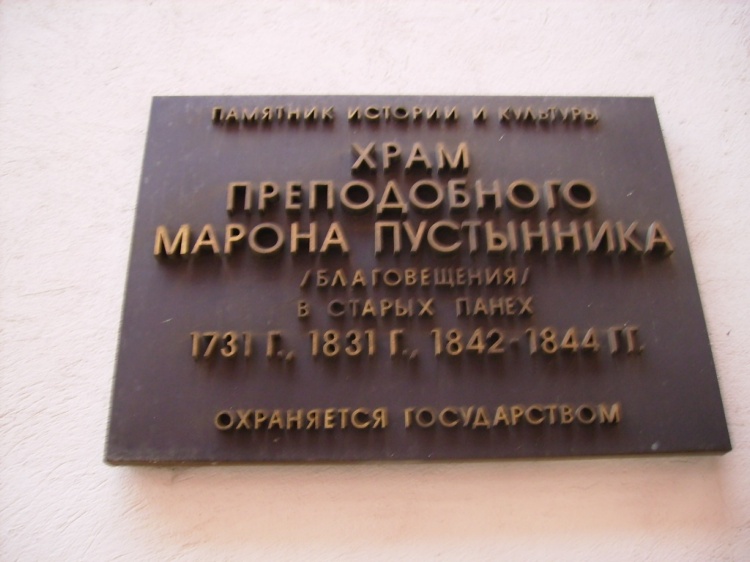 ПАМЯТНИК ИСТОРИИ И КУЛЬТУРЫ
ХРАМ
ПРЕПОДОБНОГО
МАРОНА ПУСТЫННИКА
/БЛАГОВЕЩЕНИЯ/
В СТАРЫХ ПАНЕХ
1731 Г., 1831 Г., 1842-1844 ГГ.
ОХРАНЯЕТСЯ ГОСУДАРСТВОМ